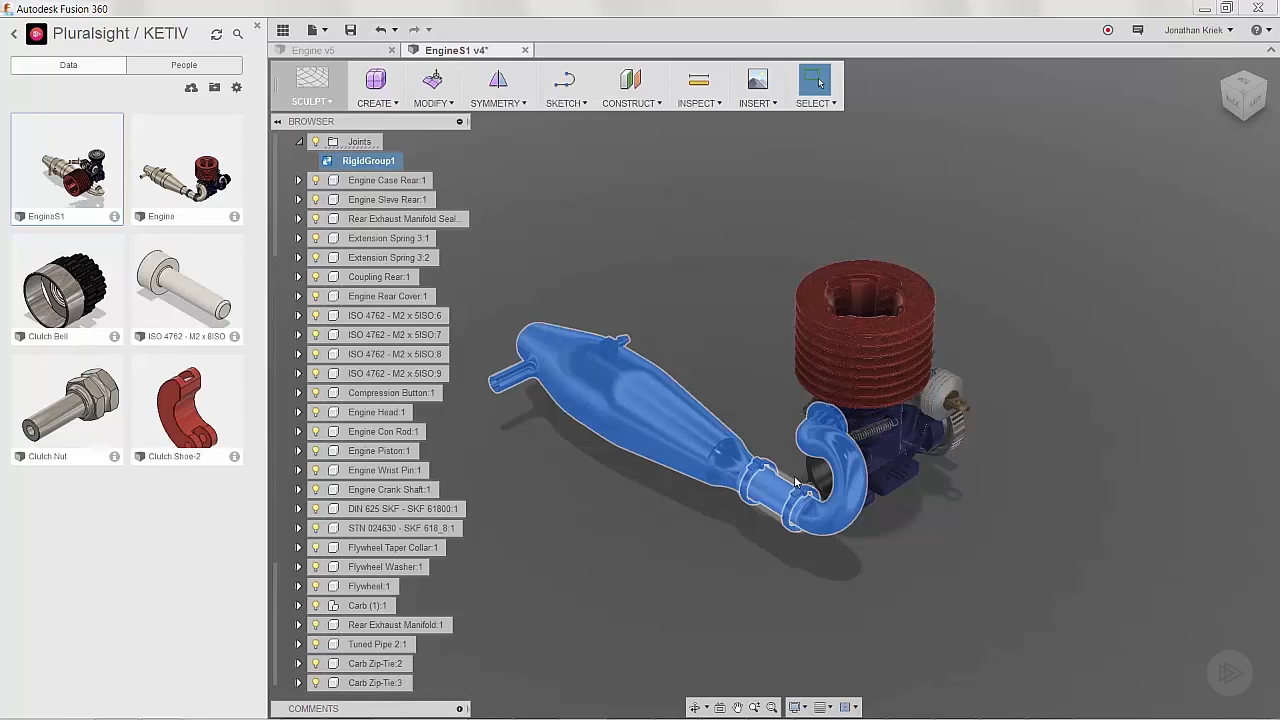 Autodesk Fusion 360
Pluralsight / KETIV
Data
People
EngineS1
Engine
Clutch Bell
ISO 4762 - M2 x 8ISO
Clutch Nut
Clutch Shoe-2
Jonathan Kriek
Engine v5
EngineS1 v4*
SCULPT
CREATE
MODIFY
SYMMETRY
SKETCH
CONSTRUCT
INSPECT
INSERT
SELECT
BROWSER
Joints
RigidGroup1
Engine Case Rear:1
Engine Sleve Rear:1
Rear Exhaust Manifold Seal...
Extension Spring 3:1
Extension Spring 3:2
Coupling Rear:1
Engine Rear Cover:1
ISO 4762 - M2 x 5ISO:6
ISO 4762 - M2 x 5ISO:7
ISO 4762 - M2 x 5ISO:8
ISO 4762 - M2 x 5ISO:9
Compression Button:1
Engine Head:1
Engine Con Rod:1
Engine Piston:1
Engine Wrist Pin:1
Engine Crank Shaft:1
DIN 625 SKF - SKF 61800:1
STN 024630 - SKF 618_8:1
Flywheel Taper Collar:1
Flywheel Washer:1
Flywheel:1
Carb (1):1
Rear Exhaust Manifold:1
Tuned Pipe 2:1
Carb Zip-Tie:2
Carb Zip-Tie:3
COMMENTS
BACK
LEFT